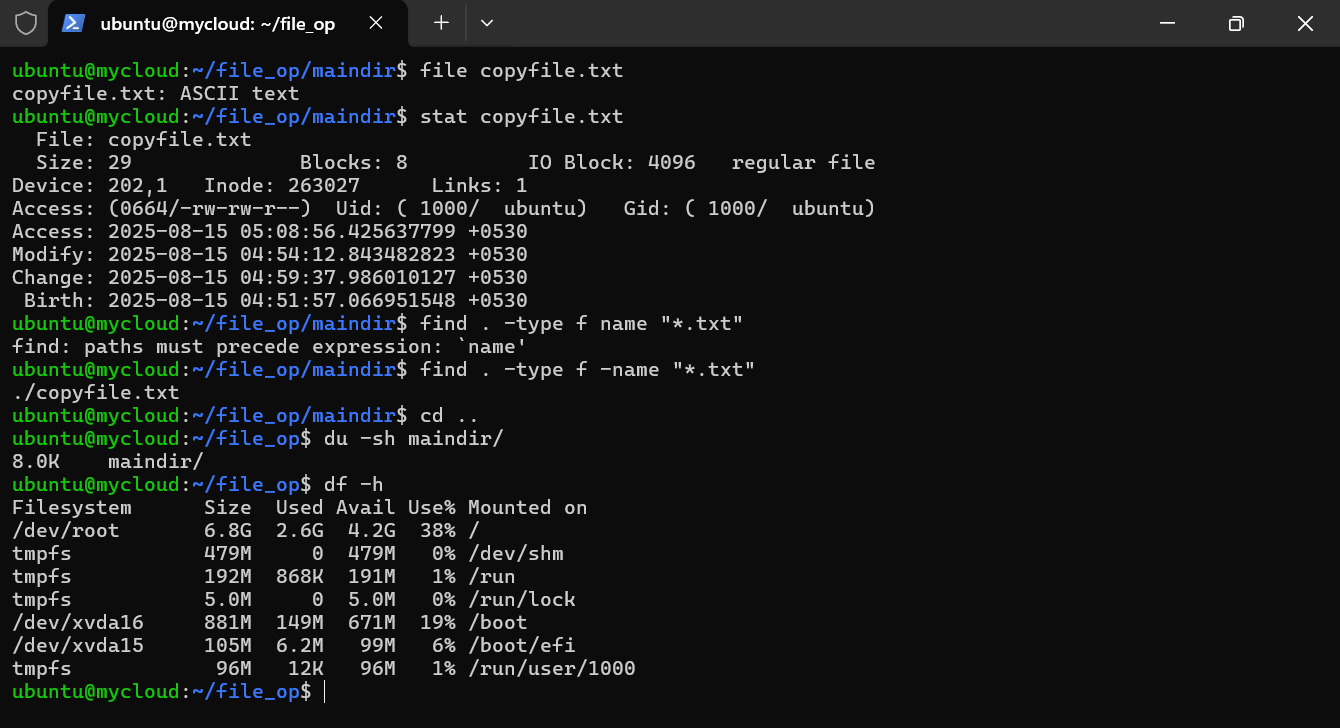 ubuntu@mycloud: ~/file_op
ubuntu@mycloud:~/file_op/maindir$ file copyfile.txt
copyfile.txt: ASCII text
ubuntu@mycloud:~/file_op/maindir$ stat copyfile.txt
  File: copyfile.txt
  Size: 29              Blocks: 8          IO Block: 4096   regular file
Device: 202,1   Inode: 263027      Links: 1
Access: (0664/-rw-rw-r--)  Uid: ( 1000/  ubuntu)   Gid: ( 1000/  ubuntu)
Access: 2025-08-15 05:08:56.425637799 +0530
Modify: 2025-08-15 04:54:12.843482823 +0530
Change: 2025-08-15 04:59:37.986010127 +0530
 Birth: 2025-08-15 04:51:57.066951548 +0530
ubuntu@mycloud:~/file_op/maindir$ find . -type f name "*.txt"
find: paths must precede expression: `name'
ubuntu@mycloud:~/file_op/maindir$ find . -type f -name "*.txt"
./copyfile.txt
ubuntu@mycloud:~/file_op/maindir$ cd ..
ubuntu@mycloud:~/file_op$ du -sh maindir/
8.0K    maindir/
ubuntu@mycloud:~/file_op$ df -h
Filesystem      Size  Used Avail Use% Mounted on
/dev/root       6.8G  2.6G  4.2G  38% /
tmpfs           479M     0  479M   0% /dev/shm
tmpfs           192M  868K  191M   1% /run
tmpfs           5.0M     0  5.0M   0% /run/lock
/dev/xvda16     881M  149M  671M  19% /boot
/dev/xvda15     105M  6.2M   99M   6% /boot/efi
tmpfs            96M   12K   96M   1% /run/user/1000
ubuntu@mycloud:~/file_op$